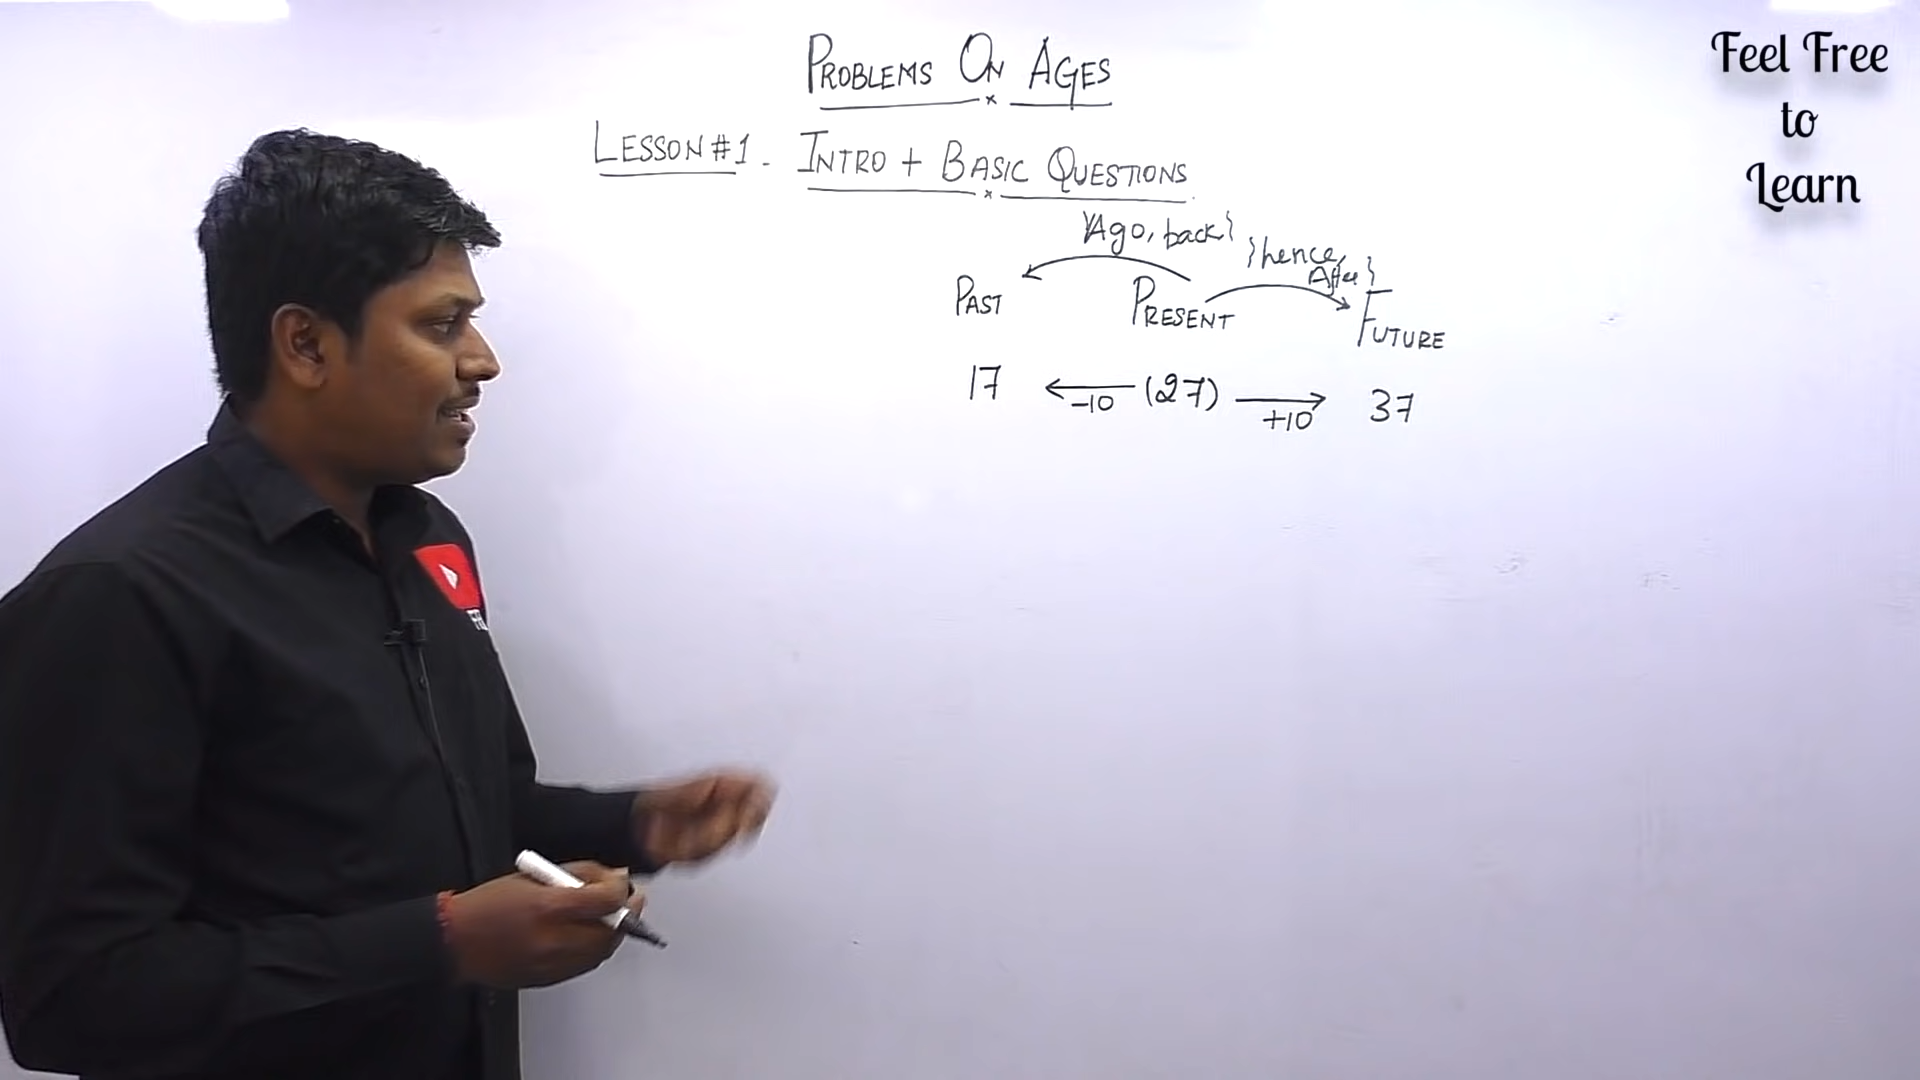 PROBLEMS ON AGES
LESSON #1. INTRO + BASIC QUESTIONS
{Ago, back}
{hence, After}
PAST PRESENT FUTURE
17 ←-10 (27) →+10 37
Feel Free
to
Learn